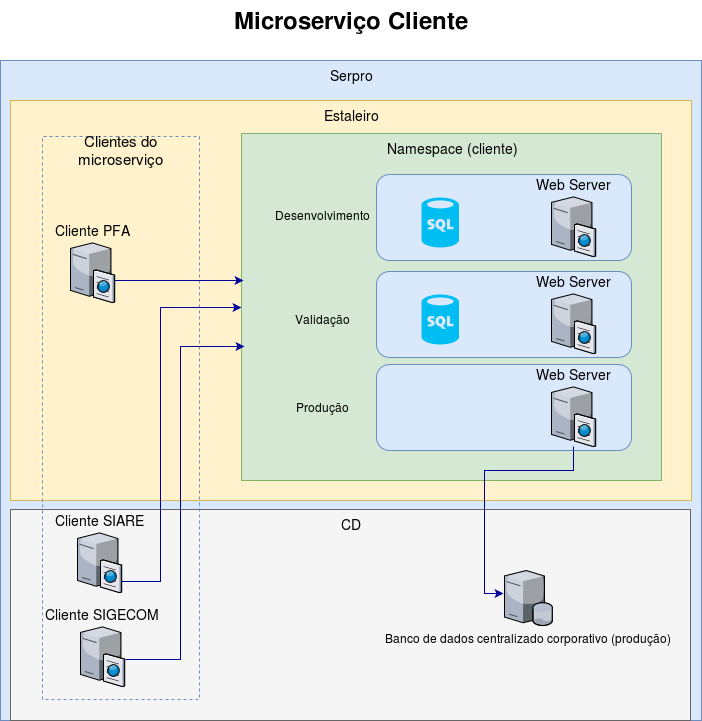 Microserviço Cliente
Serpro
Estaleiro
Clientes do
microserviço
Namespace (cliente)
Web Server
Desenvolvimento
SQL
Cliente PFA
Web Server
Validação
SQL
Web Server
Produção
CD
Cliente SIARE
Cliente SIGECOM
Banco de dados centralizado corporativo (produção)